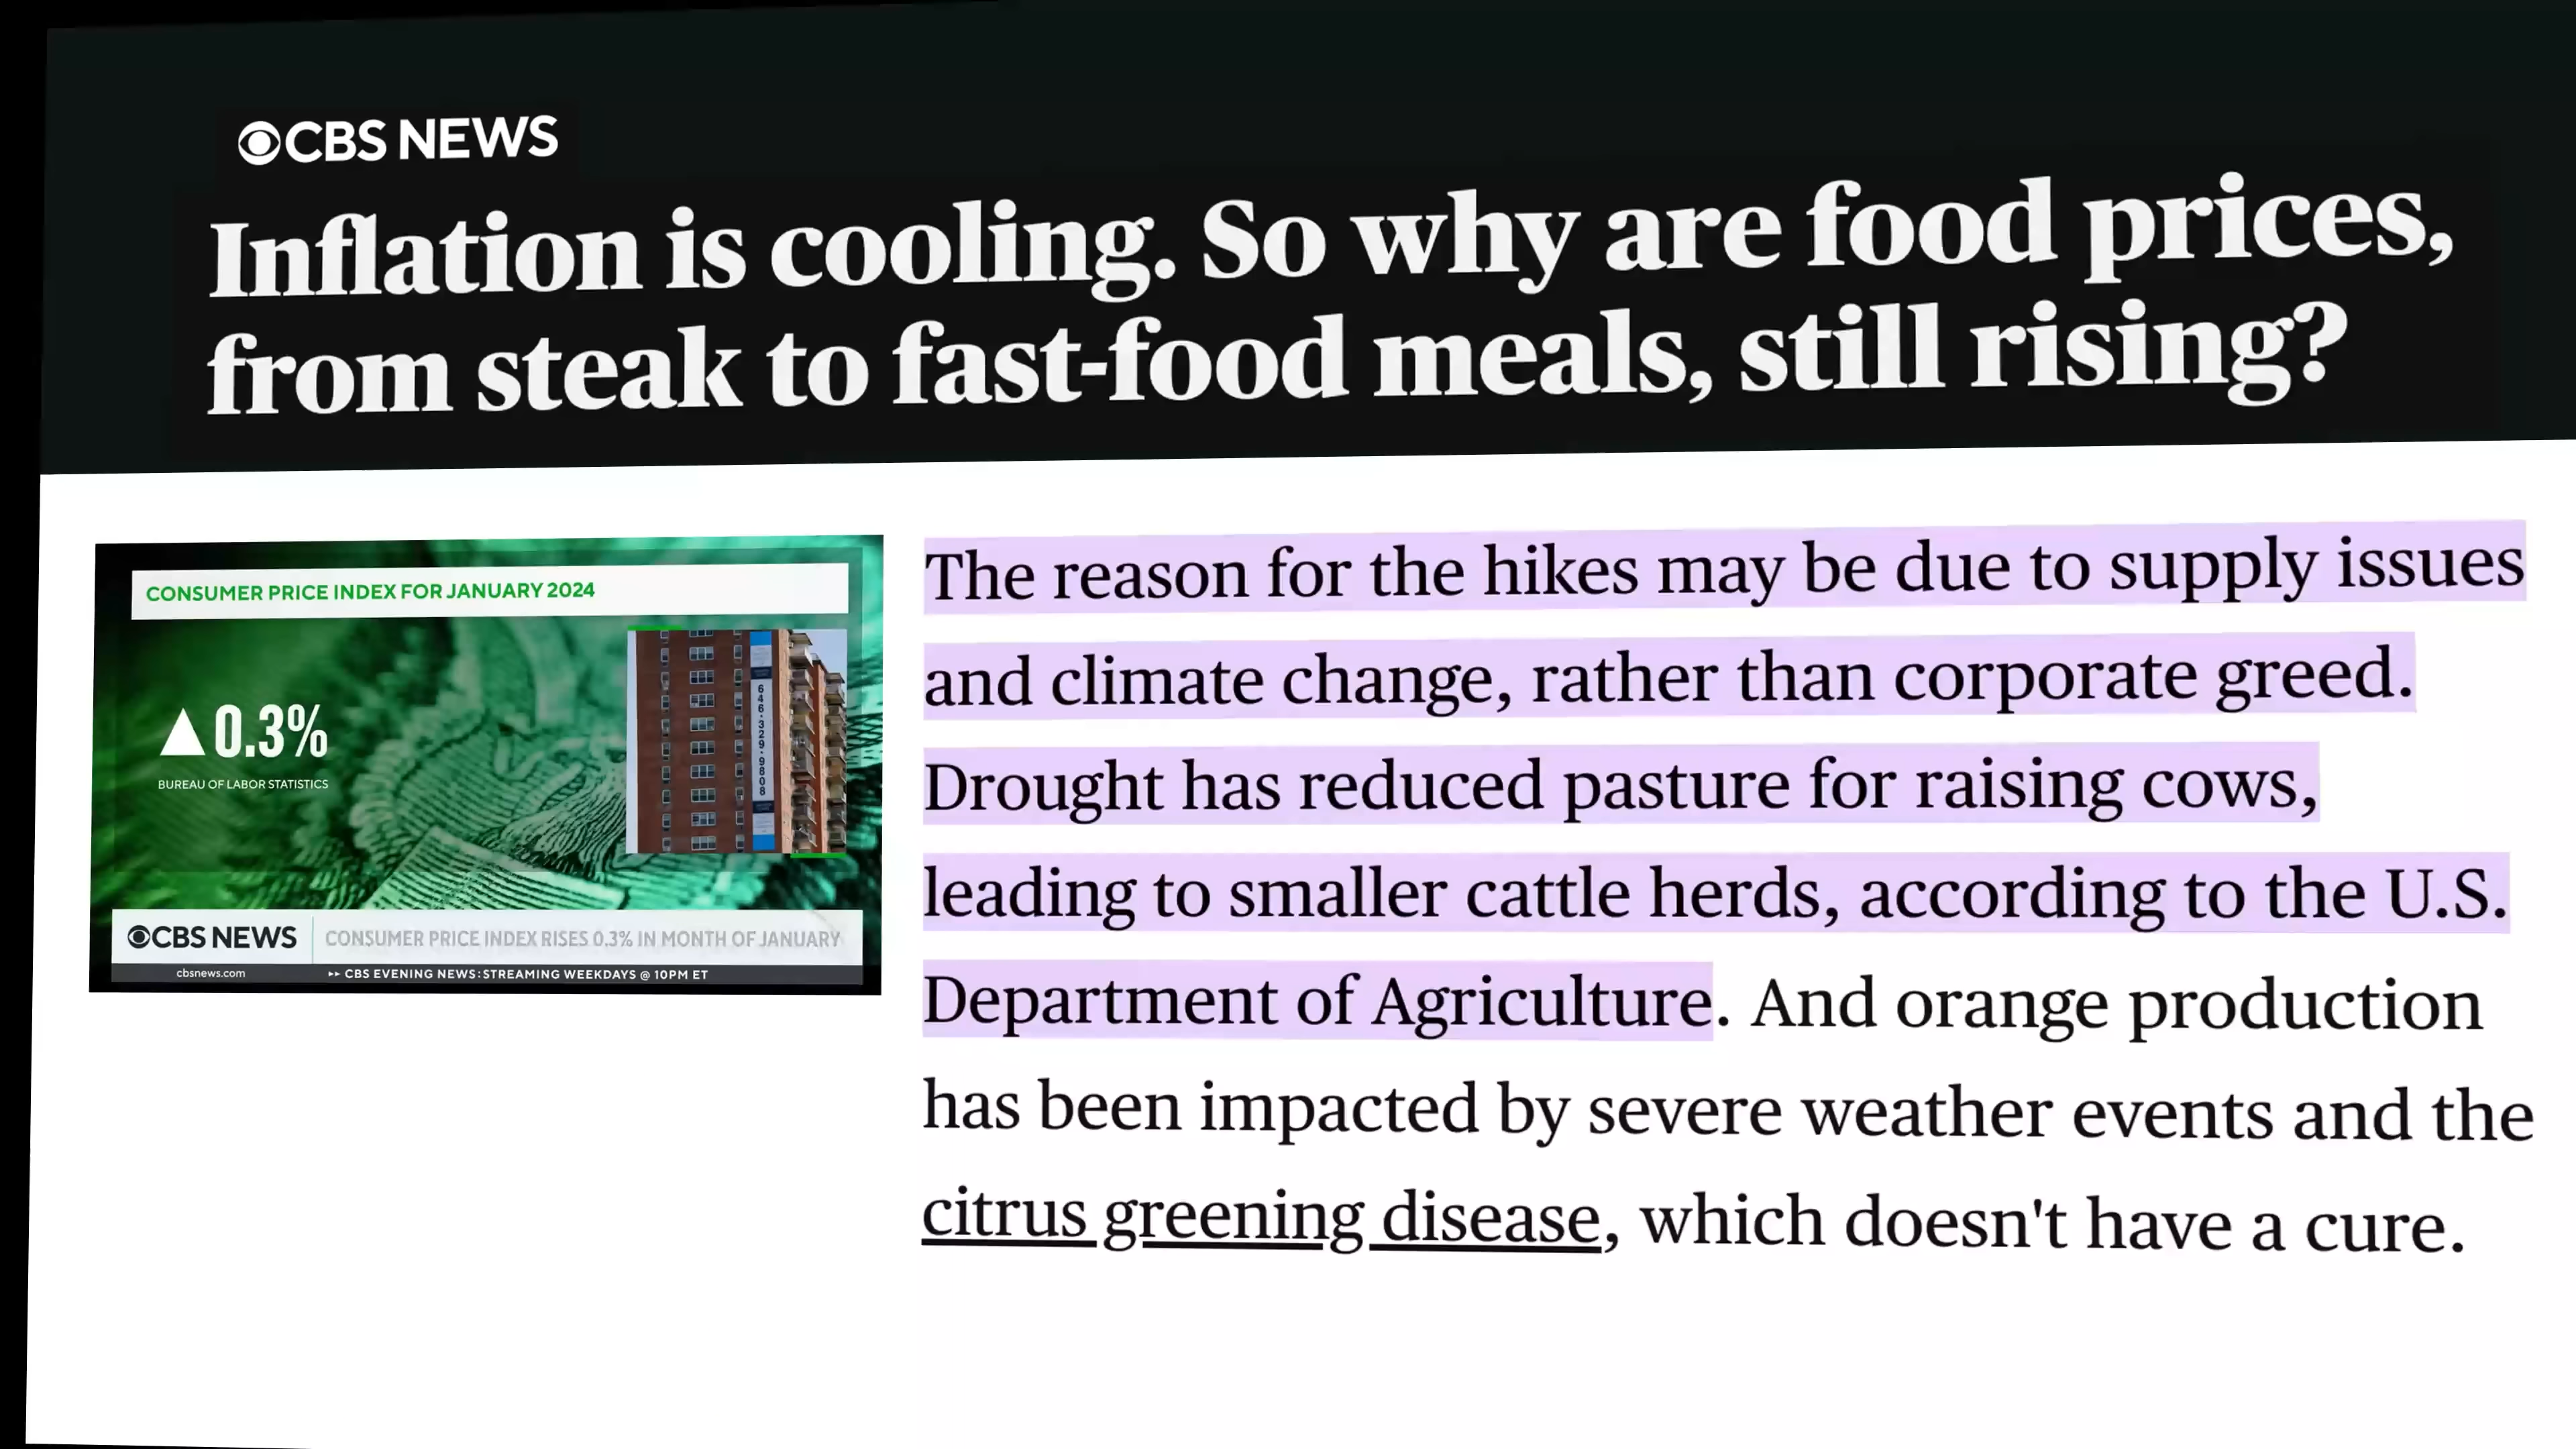 CBS NEWS
Inflation is cooling. So why are food prices,
from steak to fast-food meals, still rising?
CONSUMER PRICE INDEX FOR JANUARY 2024
▲0.3%
BUREAU OF LABOR STATISTICS
646·329·9808
CBS NEWS
CONSUMER PRICE INDEX RISES 0.3% IN MONTH OF JANUARY
cbsnews.com
▸▸ CBS EVENING NEWS: STREAMING WEEKDAYS @ 10PM ET
The reason for the hikes may be due to supply issues
and climate change, rather than corporate greed.
Drought has reduced pasture for raising cows,
leading to smaller cattle herds, according to the U.S.
Department of Agriculture. And orange production
has been impacted by severe weather events and the
citrus greening disease, which doesn't have a cure.